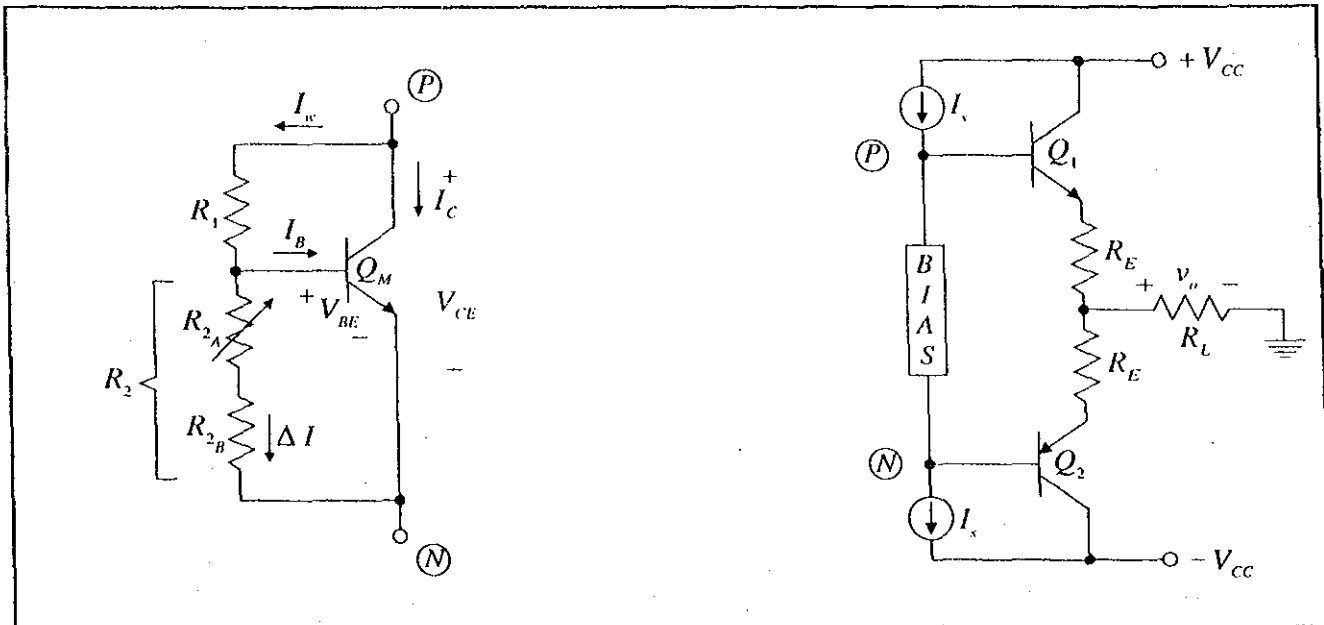 P
I_w
R_1
I_C
+
I_B
Q_M
+
V_BE
−
V_CE
−
R_2A
R_2
R_2B
ΔI
N
+V_CC
I_s
P
Q_1
R_E
B
I
A
S
+ v_o −
R_L
R_E
N
Q_2
I_s
−V_CC